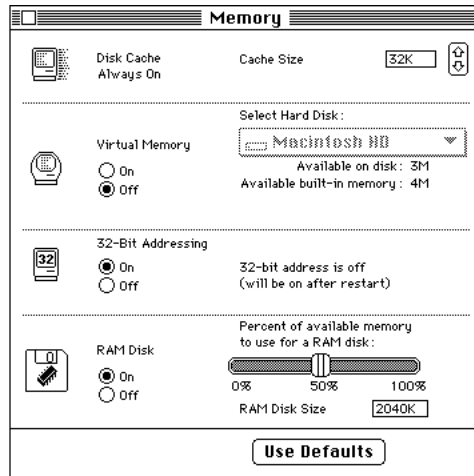 Memory
Disk Cache
Always On
Cache Size
32K
Select Hard Disk:
Macintosh HD
Virtual Memory
On
Off
Available on disk: 3M
Available built-in memory: 4M
32-Bit Addressing
32
On
Off
32-bit address is off
(will be on after restart)
Percent of available memory
to use for a RAM disk:
RAM Disk
On
Off
0% 50% 100%
RAM Disk Size 2040K
Use Defaults